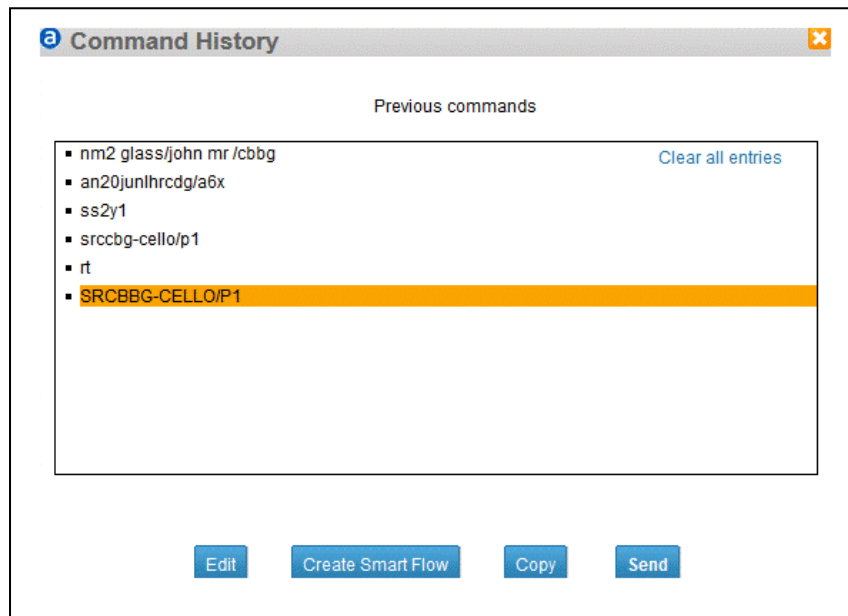 a Command History
Previous commands
nm2 glass/john mr /cbbg
Clear all entries
an20junlhrcdg/a6x
ss2y1
srccbg-cello/p1
rt
SRCBBG-CELLO/P1
Edit
Create Smart Flow
Copy
Send